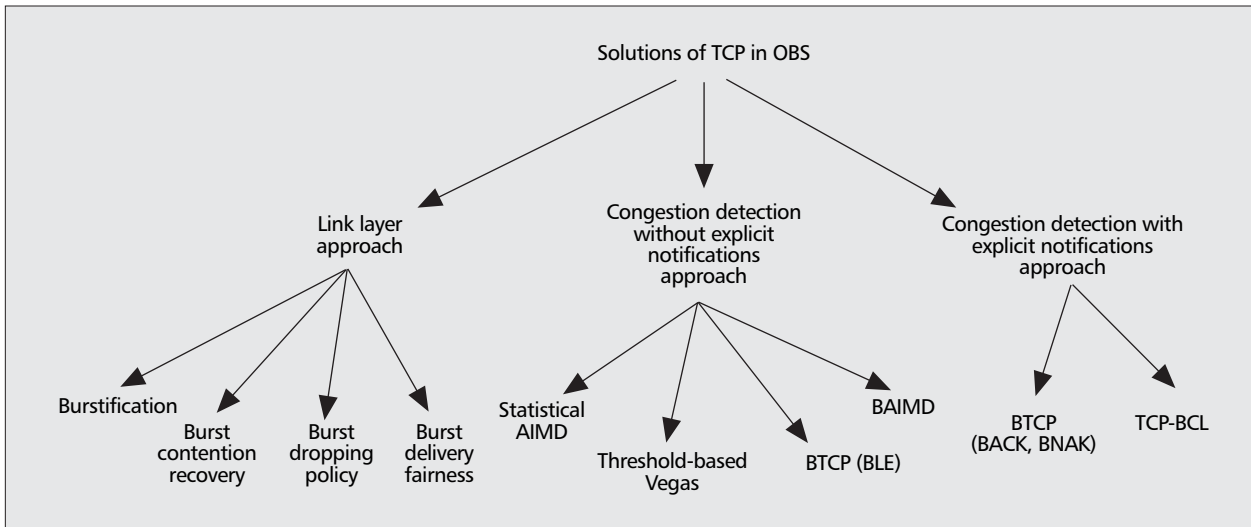 Solutions of TCP in OBS
Link layer
approach
Congestion detection
without explicit
notifications
approach
Congestion detection with
explicit notifications
approach
Burstification
Burst
contention
recovery
Burst
dropping
policy
Burst
delivery
fairness
Statistical
AIMD
Threshold-based
Vegas
BTCP (BLE)
BAIMD
BTCP
(BACK, BNAK)
TCP-BCL